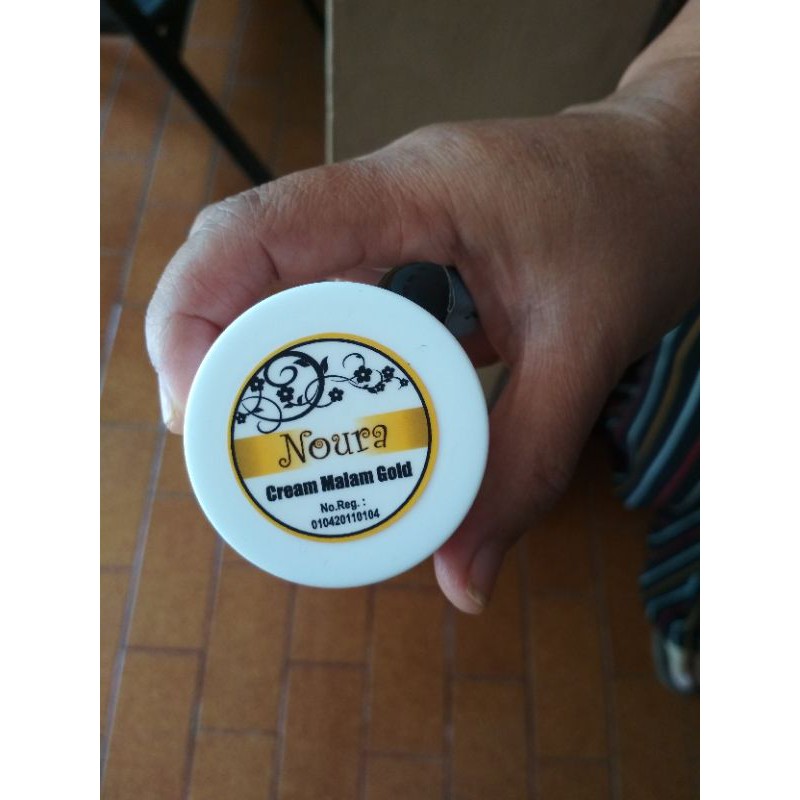 Noura
Cream Malam Gold
No.Reg. :
010420110104